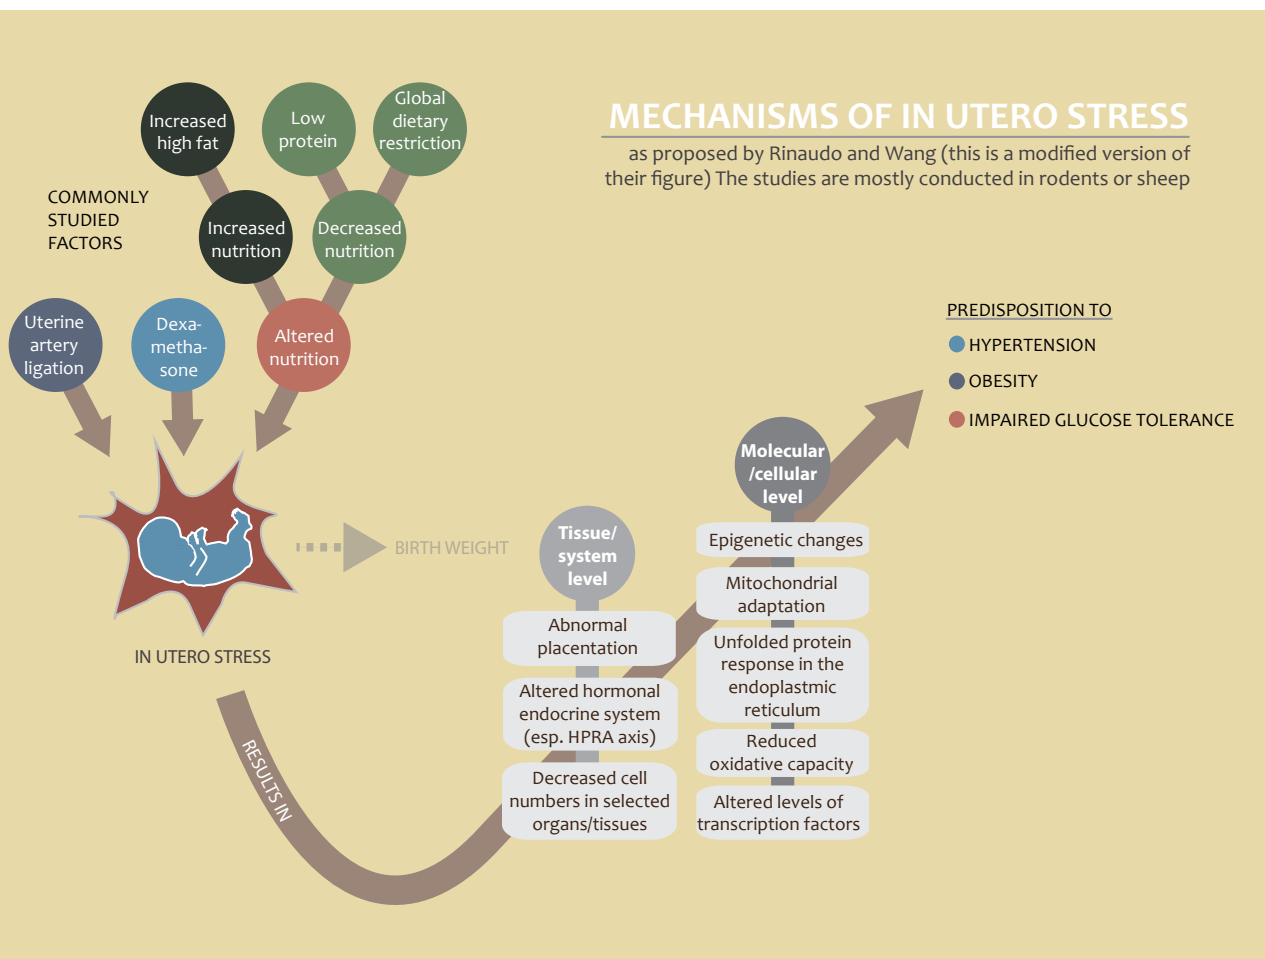 MECHANISMS OF IN UTERO STRESS
as proposed by Rinaudo and Wang (this is a modified version of
their figure) The studies are mostly conducted in rodents or sheep
COMMONLY
STUDIED
FACTORS
Increased
high fat
Low
protein
Global
dietary
restriction
Increased
nutrition
Decreased
nutrition
Uterine
artery
ligation
Dexa-
metha-
sone
Altered
nutrition
IN UTERO STRESS
BIRTH WEIGHT
RESULTS IN
Tissue/
system
level
Abnormal
placentation
Altered hormonal
endocrine system
(esp. HPRA axis)
Decreased cell
numbers in selected
organs/tissues
Molecular
/cellular
level
Epigenetic changes
Mitochondrial
adaptation
Unfolded protein
response in the
endoplastmic
reticulum
Reduced
oxidative capacity
Altered levels of
transcription factors
PREDISPOSITION TO
HYPERTENSION
OBESITY
IMPAIRED GLUCOSE TOLERANCE